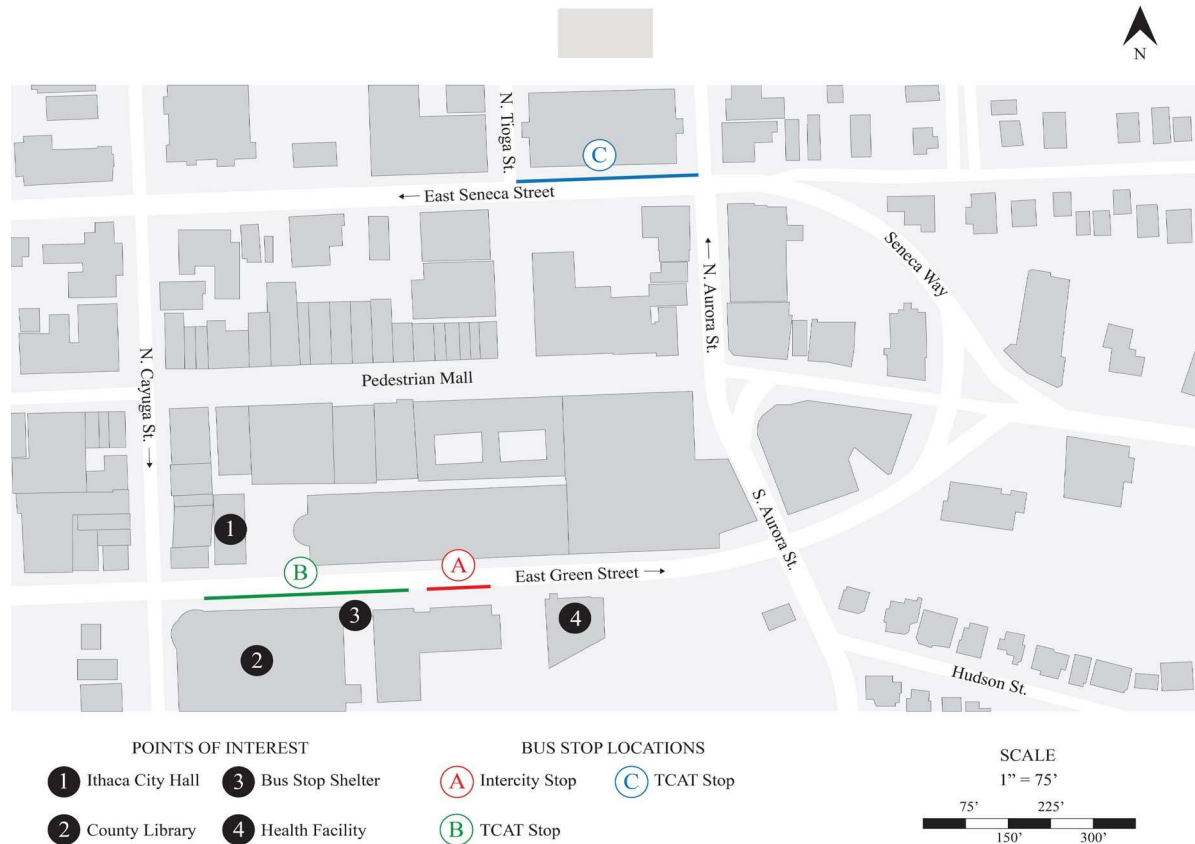 N
N. Tioga St.
C
← East Seneca Street
Seneca Way
← N. Aurora St.
Pedestrian Mall
N. Cayuga St. →
1
S. Aurora St.
B
A
East Green Street →
3
4
2
Hudson St.
POINTS OF INTEREST
1 Ithaca City Hall
3 Bus Stop Shelter
2 County Library
4 Health Facility
BUS STOP LOCATIONS
A Intercity Stop
C TCAT Stop
B TCAT Stop
SCALE
1” = 75’
75’ 225’
150’ 300’